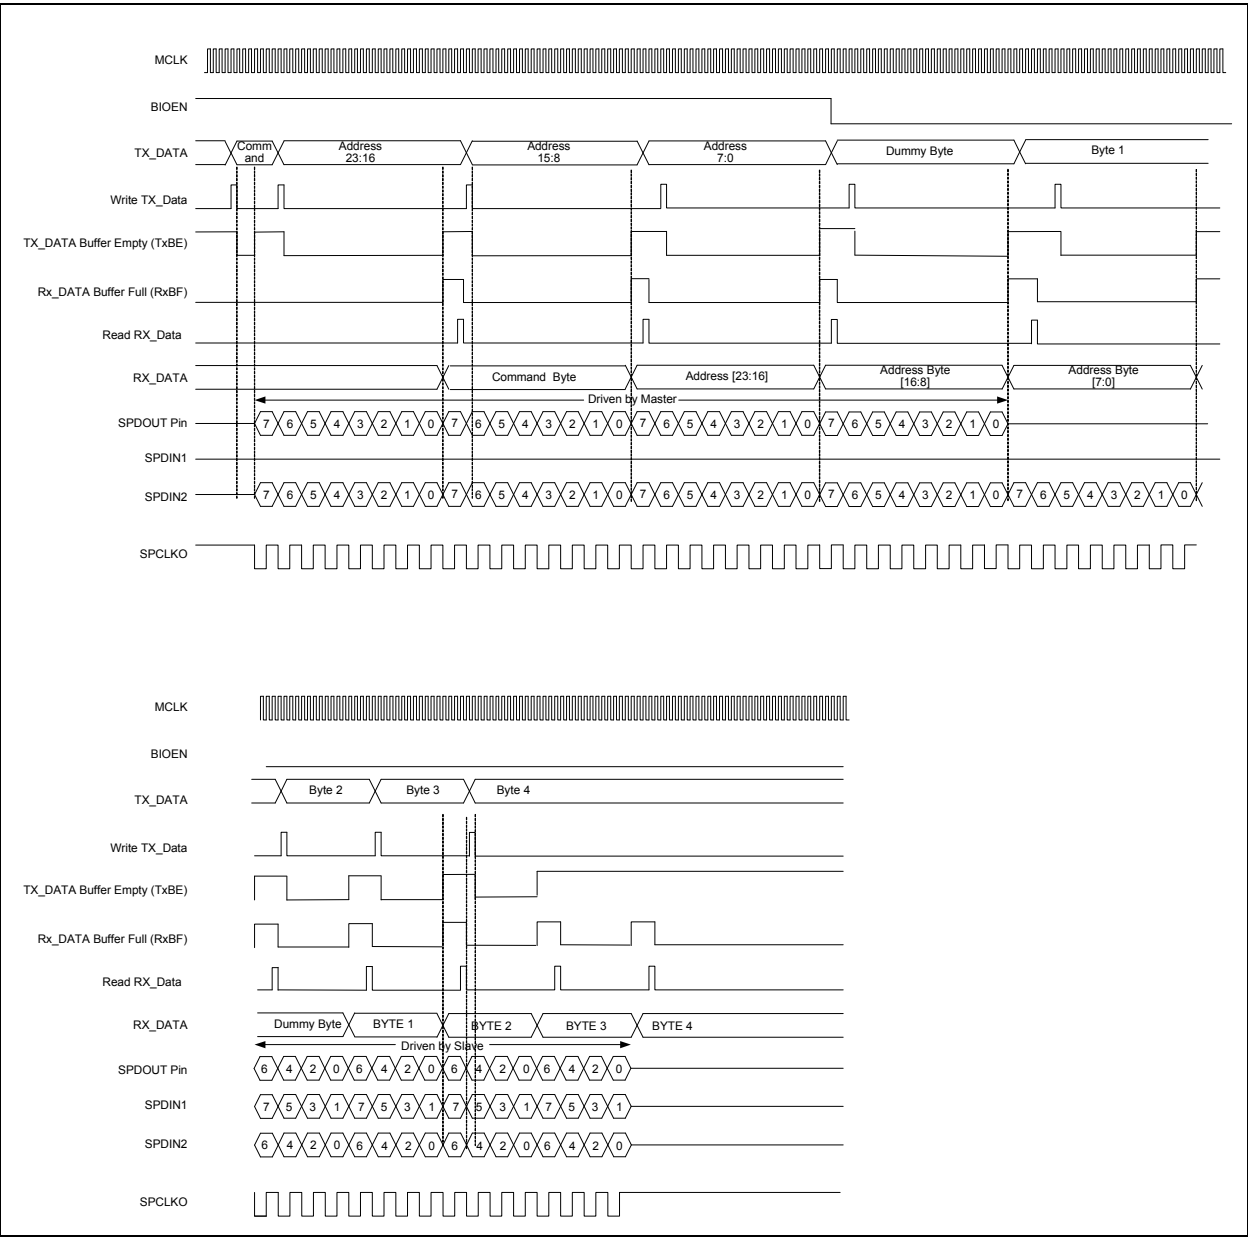 MCLK
BIOEN
TX_DATA
Comm
and
Address
23:16
Address
15:8
Address
7:0
Dummy Byte
Byte 1
Write TX_Data
TX_DATA Buffer Empty (TxBE)
Rx_DATA Buffer Full (RxBF)
Read RX_Data
RX_DATA
Command Byte
Address [23:16]
Address Byte
[16:8]
Address Byte
[7:0]
Driven by Master
SPDOUT Pin
7 6 5 4 3 2 1 0 7 6 5 4 3 2 1 0 7 6 5 4 3 2 1 0 7 6 5 4 3 2 1 0
SPDIN1
SPDIN2
7 6 5 4 3 2 1 0 7 6 5 4 3 2 1 0 7 6 5 4 3 2 1 0 7 6 5 4 3 2 1 0 7 6 5 4 3 2 1 0
SPCLKO
MCLK
BIOEN
TX_DATA
Byte 2
Byte 3
Byte 4
Write TX_Data
TX_DATA Buffer Empty (TxBE)
Rx_DATA Buffer Full (RxBF)
Read RX_Data
RX_DATA
Dummy Byte
BYTE 1
BYTE 2
BYTE 3
BYTE 4
Driven by Slave
SPDOUT Pin
6 4 2 0 6 4 2 0 6 4 2 0 6 4 2 0
SPDIN1
7 5 3 1 7 5 3 1 7 5 3 1 7 5 3 1
SPDIN2
6 4 2 0 6 4 2 0 6 4 2 0 6 4 2 0
SPCLKO